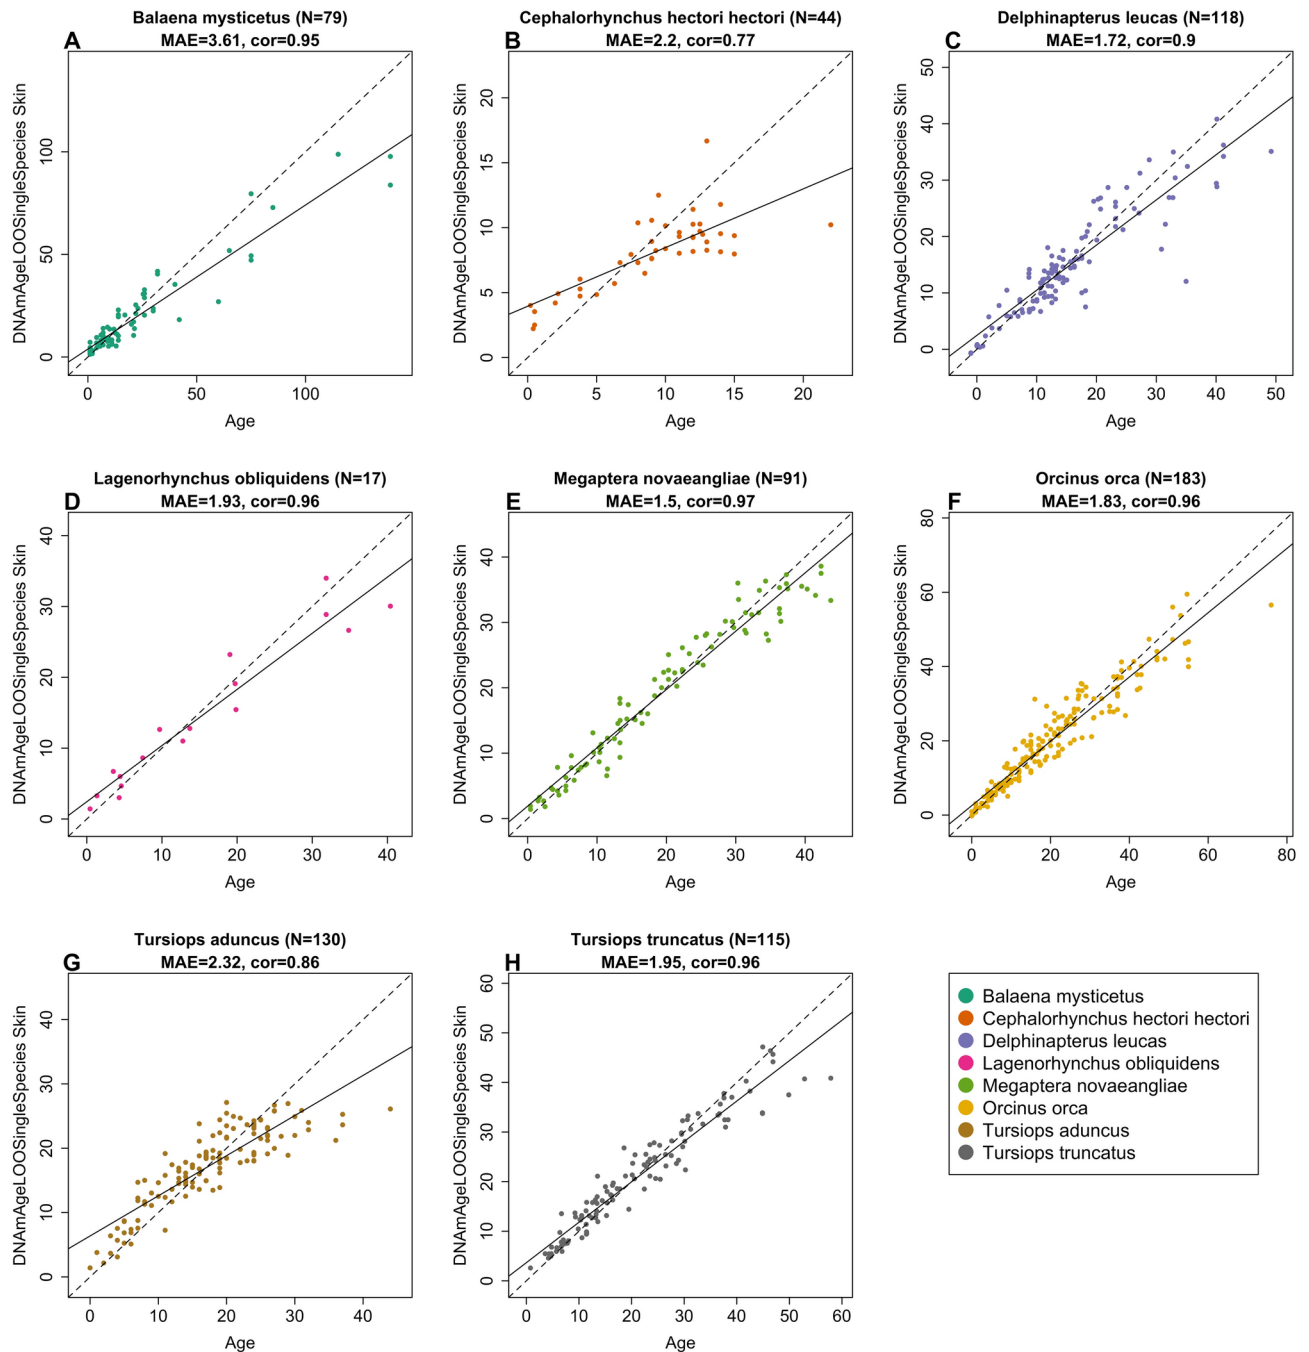 Balaena mysticetus (N=79)
A
MAE=3.61, cor=0.95
DNAmAgeLOOSingleSpecies Skin
0
50
100
0
50
100
Age
Cephalorhynchus hectori hectori (N=44)
B
MAE=2.2, cor=0.77
DNAmAgeLOOSingleSpecies Skin
0
5
10
15
20
0
5
10
15
20
Age
Delphinapterus leucas (N=118)
C
MAE=1.72, cor=0.9
DNAmAgeLOOSingleSpecies Skin
0
10
20
30
40
50
0
10
20
30
40
50
Age
Lagenorhynchus obliquidens (N=17)
D
MAE=1.93, cor=0.96
DNAmAgeLOOSingleSpecies Skin
0
10
20
30
40
0
10
20
30
40
Age
Megaptera novaeangliae (N=91)
E
MAE=1.5, cor=0.97
DNAmAgeLOOSingleSpecies Skin
0
10
20
30
40
0
10
20
30
40
Age
Orcinus orca (N=183)
F
MAE=1.83, cor=0.96
DNAmAgeLOOSingleSpecies Skin
0
20
40
60
80
0
20
40
60
80
Age
Tursiops aduncus (N=130)
G
MAE=2.32, cor=0.86
DNAmAgeLOOSingleSpecies Skin
0
10
20
30
40
0
10
20
30
40
Age
Tursiops truncatus (N=115)
H
MAE=1.95, cor=0.96
DNAmAgeLOOSingleSpecies Skin
0
10
20
30
40
50
60
0
10
20
30
40
50
60
Age
Balaena mysticetus
Cephalorhynchus hectori hectori
Delphinapterus leucas
Lagenorhynchus obliquidens
Megaptera novaeangliae
Orcinus orca
Tursiops aduncus
Tursiops truncatus